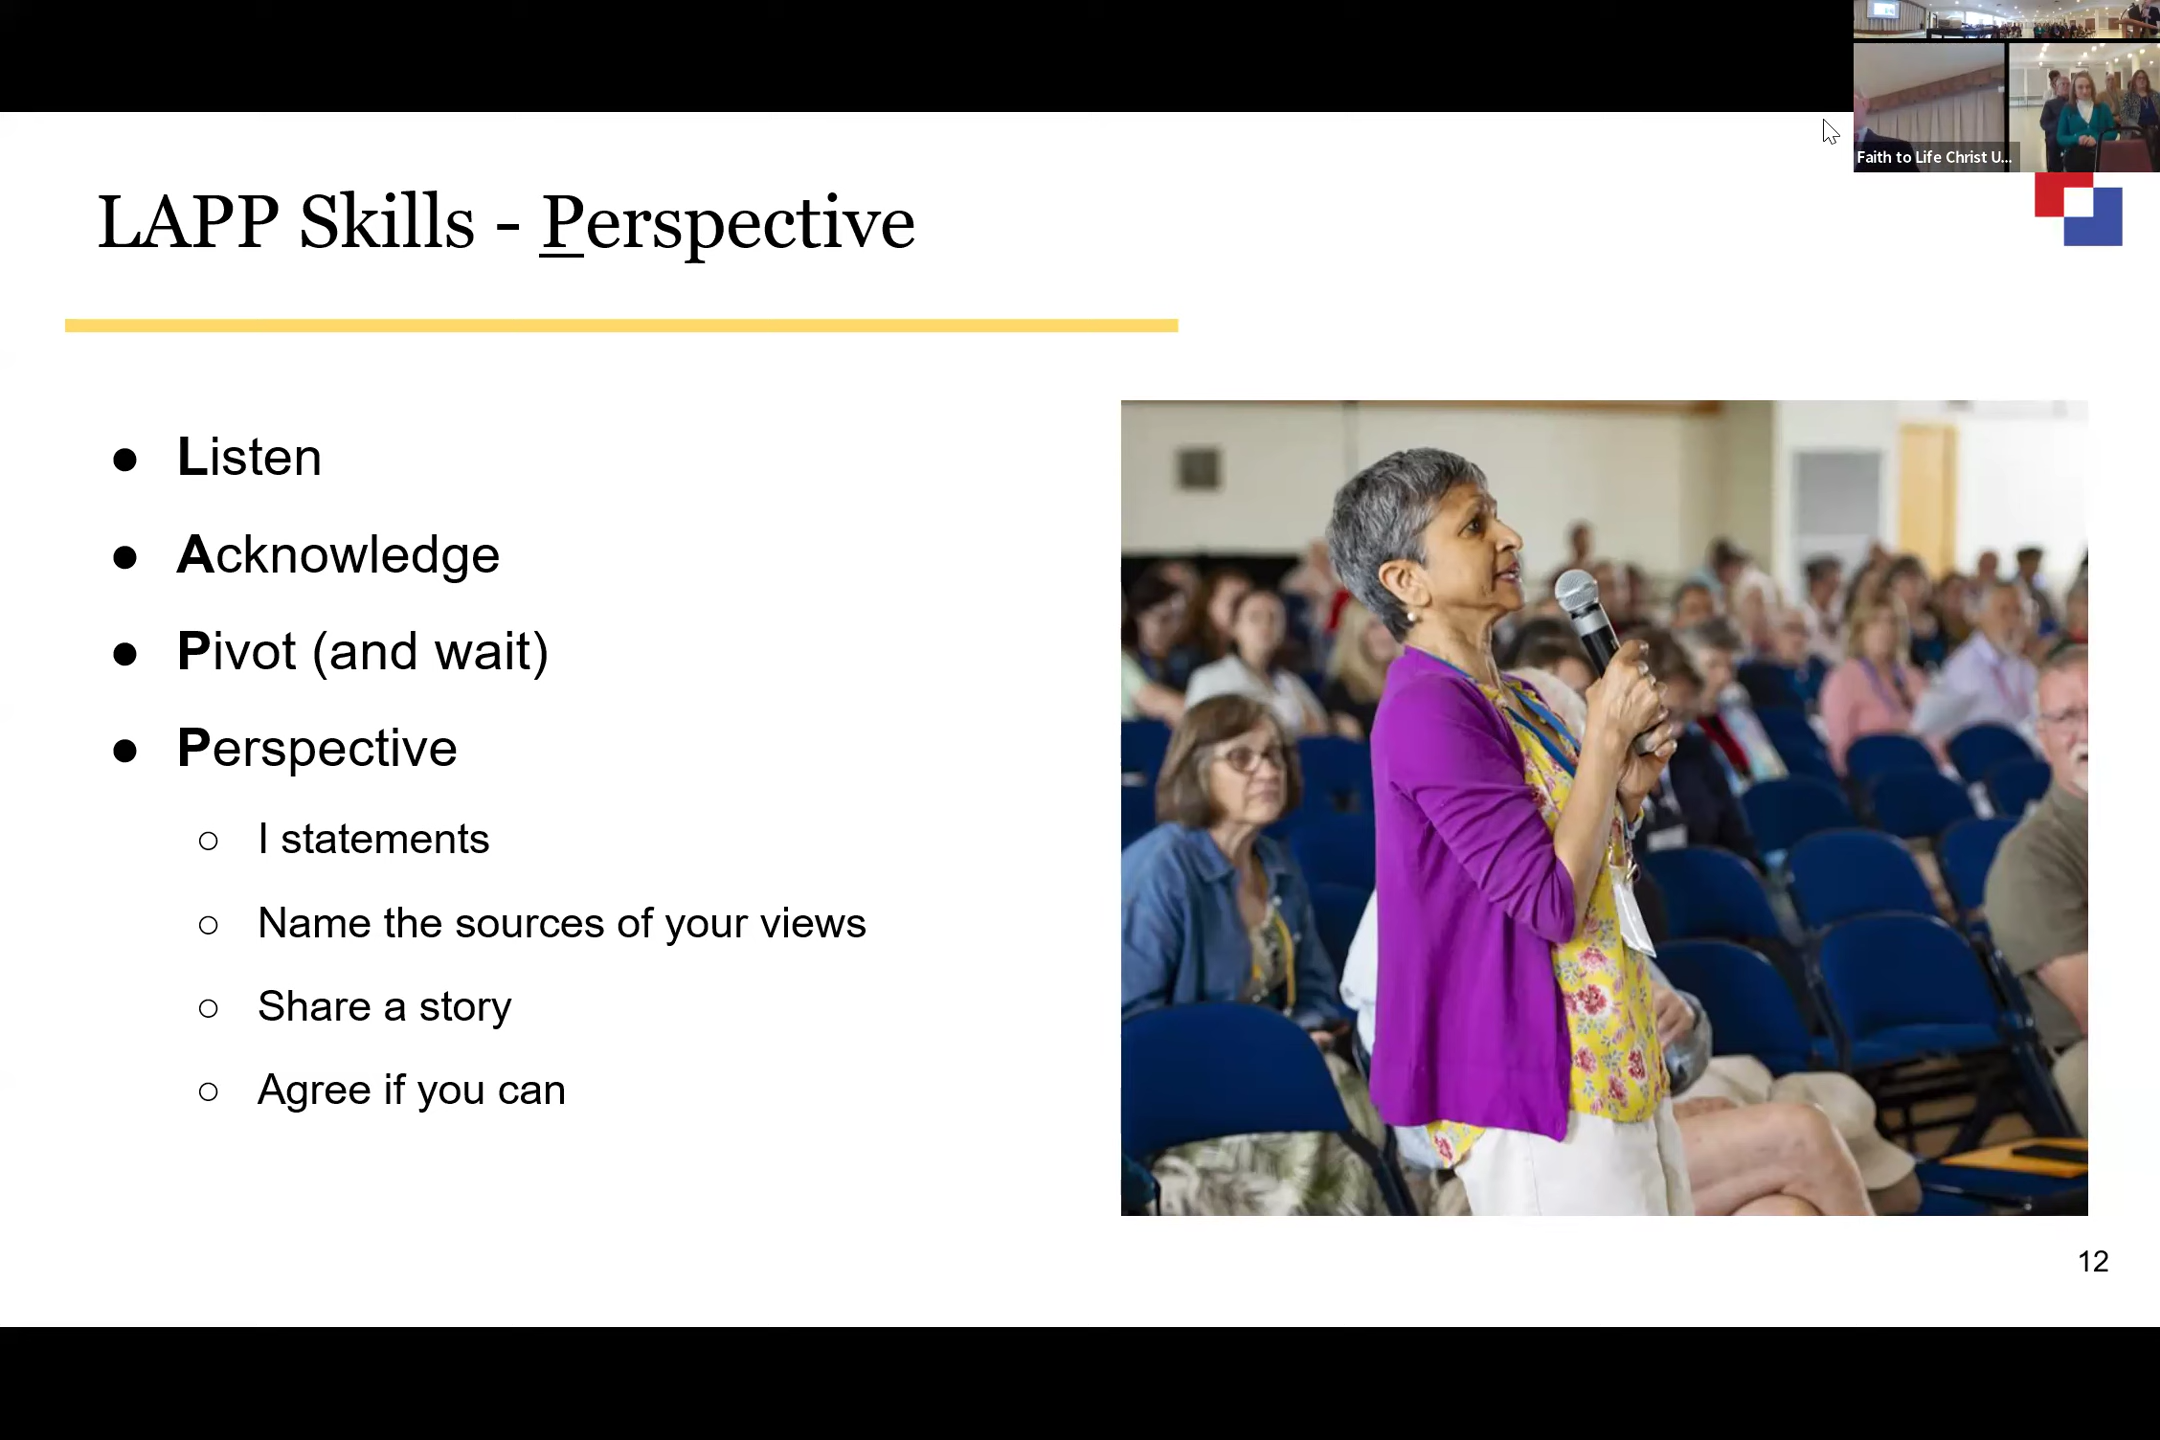 Faith to Life Christ U...
LAPP Skills - Perspective
● Listen
● Acknowledge
● Pivot (and wait)
● Perspective
○ I statements
○ Name the sources of your views
○ Share a story
○ Agree if you can
12